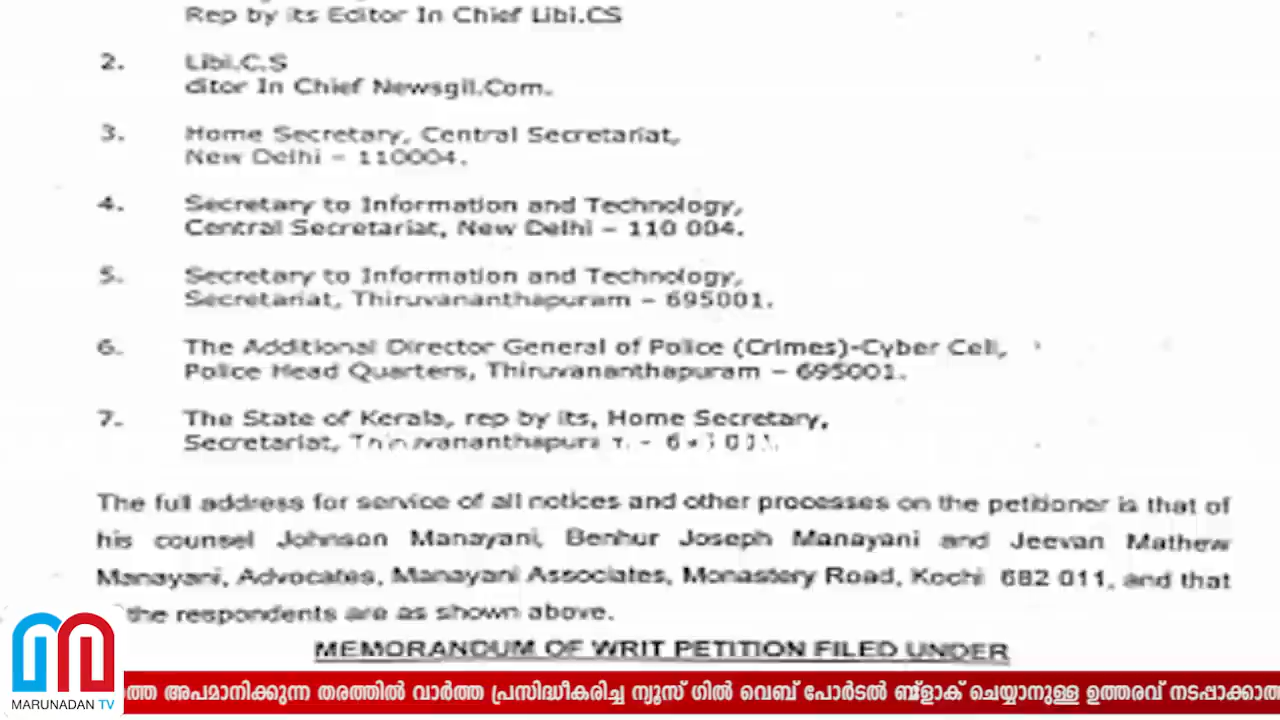 Rep by its Editor In Chief Libi.CS
2. Libi.C.S
ditor In Chief Newsgil.Com.
3. Home Secretary, Central Secretariat,
New Delhi – 110004.
4. Secretary to Information and Technology,
Central Secretariat, New Delhi – 110 004.
5. Secretary to Information and Technology,
Secretariat, Thiruvananthapuram – 695001.
6. The Additional Director General of Police (Crimes)-Cyber Cell,
Police Head Quarters, Thiruvananthapuram – 695001.
7. The State of Kerala, rep by its, Home Secretary,
Secretariat, Thiruvananthapura
The full address for service of all notices and other processes on the petitioner is that of
his counsel Johnson Manayani, Benhur Joseph Manayani and Jeevan Mathew
Manayani, Advocates, Manayani Associates, Monastery Road, Kochi 682 011, and that
the respondents are as shown above.
MEMORANDUM OF WRIT PETITION FILED UNDER
MARUNADAN TV
ത്തെ അപമാനിക്കുന്ന തരത്തിൽ വാർത്ത പ്രസിദ്ധീകരിച്ച ന്യൂസ് ഗിൽ വെബ് പോർടൽ ബ്ളോക് ചെയ്യാനുള്ള ഉത്തരവ് നടപ്പാക്കാത